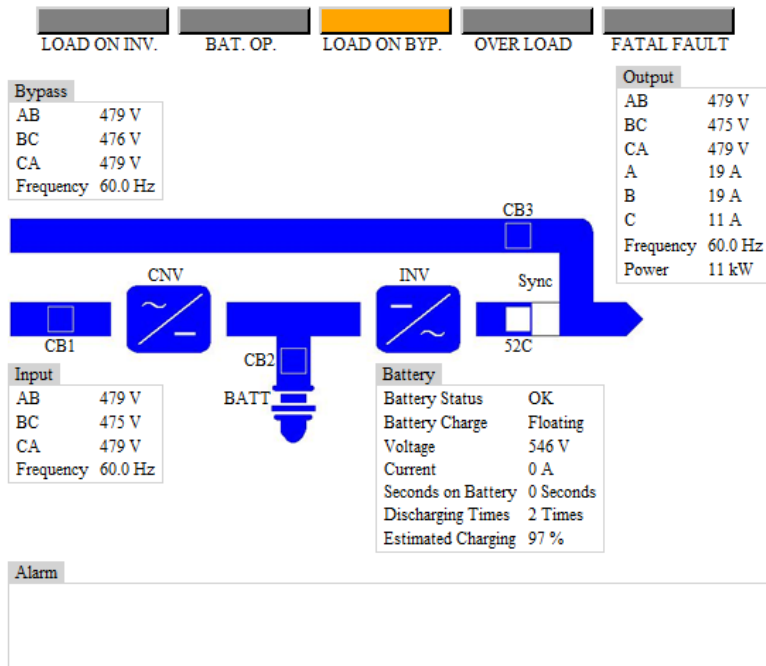 LOAD ON INV. BAT. OP. LOAD ON BYP. OVER LOAD FATAL FAULT
Bypass
AB 479 V
BC 476 V
CA 479 V
Frequency 60.0 Hz
Output
AB 479 V
BC 475 V
CA 479 V
A 19 A
B 19 A
C 11 A
Frequency 60.0 Hz
Power 11 kW
CB3
CNV
INV
Sync
CB1
CB2
52C
BATT
Input
AB 479 V
BC 475 V
CA 479 V
Frequency 60.0 Hz
Battery
Battery Status OK
Battery Charge Floating
Voltage 546 V
Current 0 A
Seconds on Battery 0 Seconds
Discharging Times 2 Times
Estimated Charging 97 %
Alarm